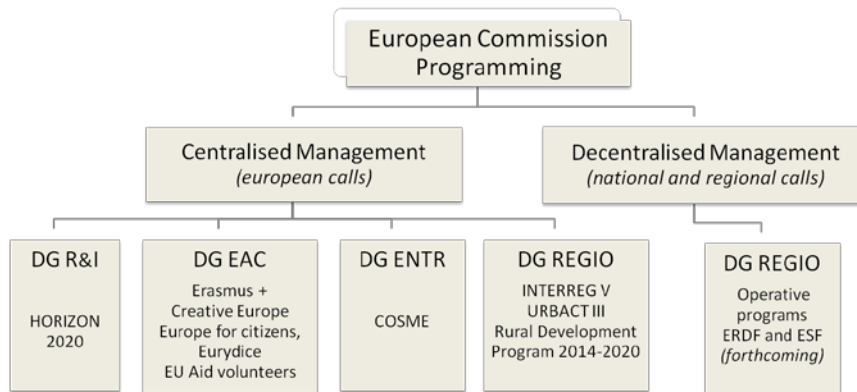 European Commission
Programming
Centralised Management
(european calls)
Decentralised Management
(national and regional calls)
DG R&I
HORIZON
2020
DG EAC
Erasmus +
Creative Europe
Europe for citizens,
Eurydice
EU Aid volunteers
DG ENTR
COSME
DG REGIO
INTERREG V
URBACT III
Rural Development
Program 2014-2020
DG REGIO
Operative
programs
ERDF and ESF
(forthcoming)